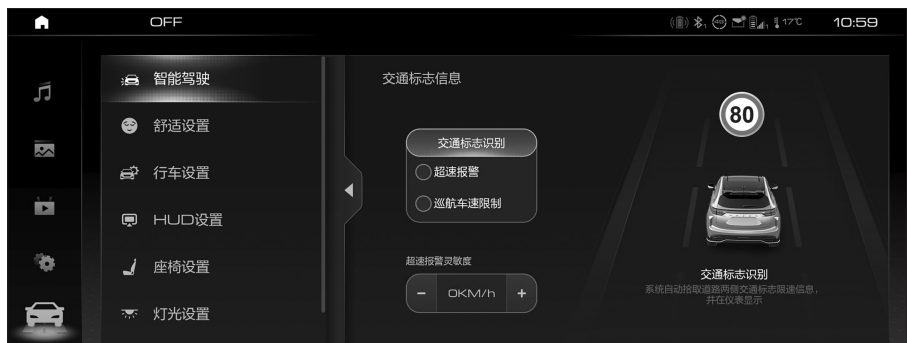 OFF
17℃
10:59
智能驾驶
舒适设置
行车设置
HUD设置
座椅设置
灯光设置
交通标志信息
交通标志识别
超速报警
巡航车速限制
超速报警灵敏度
- 0KM/h +
80
交通标志识别
系统自动拾取道路两侧交通标志限速信息，
并在仪表显示